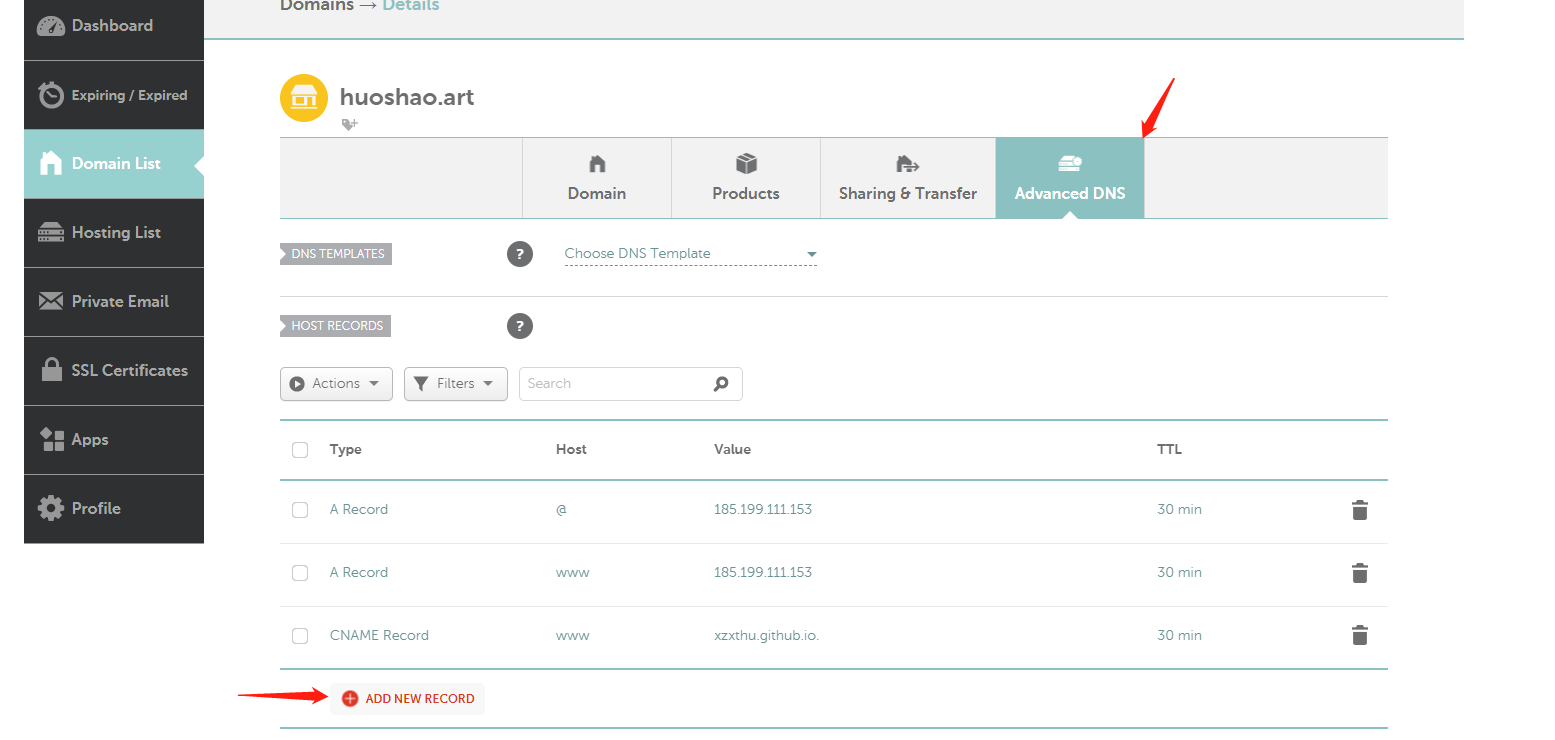 Domains → Details
Dashboard
Expiring / Expired
Domain List
Hosting List
Private Email
SSL Certificates
Apps
Profile
huoshao.art
Domain
Products
Sharing & Transfer
Advanced DNS
DNS TEMPLATES
?
Choose DNS Template
HOST RECORDS
?
Actions
Filters
Search
Type Host Value TTL
A Record @ 185.199.111.153 30 min
A Record www 185.199.111.153 30 min
CNAME Record www xzxthu.github.io. 30 min
ADD NEW RECORD